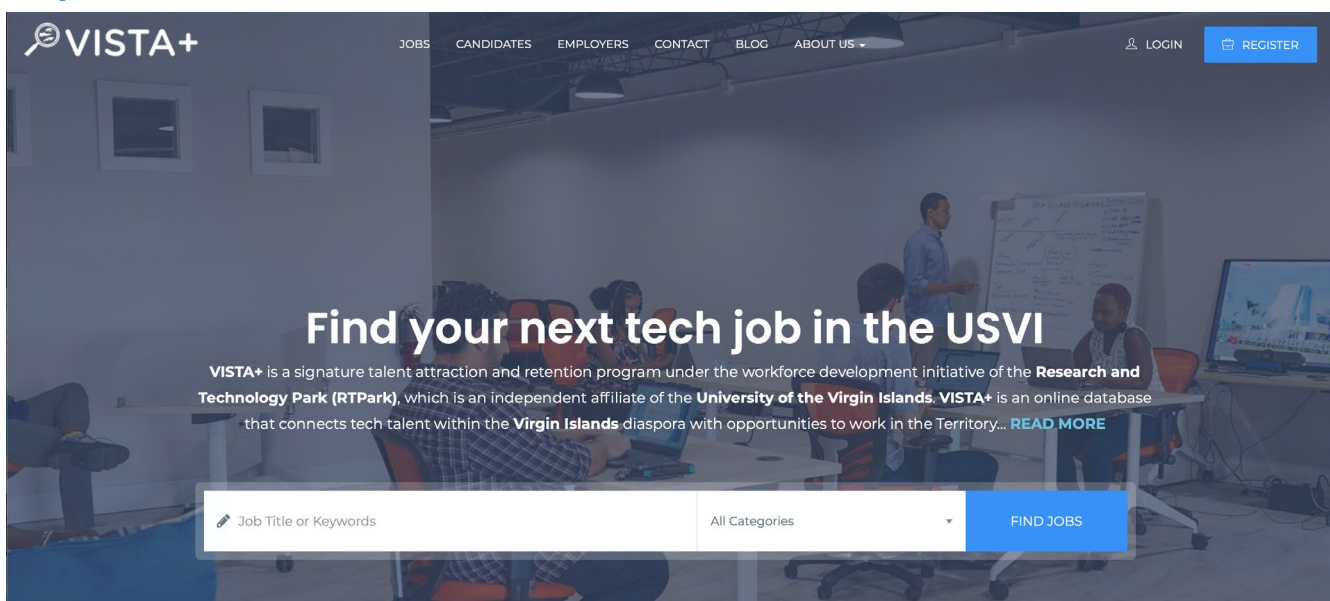 VISTA+
JOBS CANDIDATES EMPLOYERS CONTACT BLOG ABOUT US
LOGIN
REGISTER
Find your next tech job in the USVI
VISTA+ is a signature talent attraction and retention program under the workforce development initiative of the Research and
Technology Park (RTPark), which is an independent affiliate of the University of the Virgin Islands. VISTA+ is an online database
that connects tech talent within the Virgin Islands diaspora with opportunities to work in the Territory... READ MORE
Job Title or Keywords
All Categories
FIND JOBS